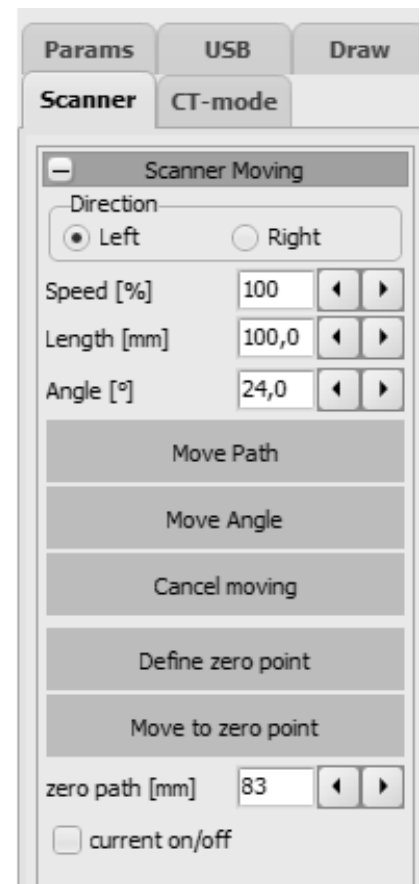 Params USB Draw
Scanner CT-mode
Scanner Moving
Direction
Left Right
Speed [%] 100
Length [mm] 100,0
Angle [°] 24,0
Move Path
Move Angle
Cancel moving
Define zero point
Move to zero point
zero path [mm] 83
current on/off